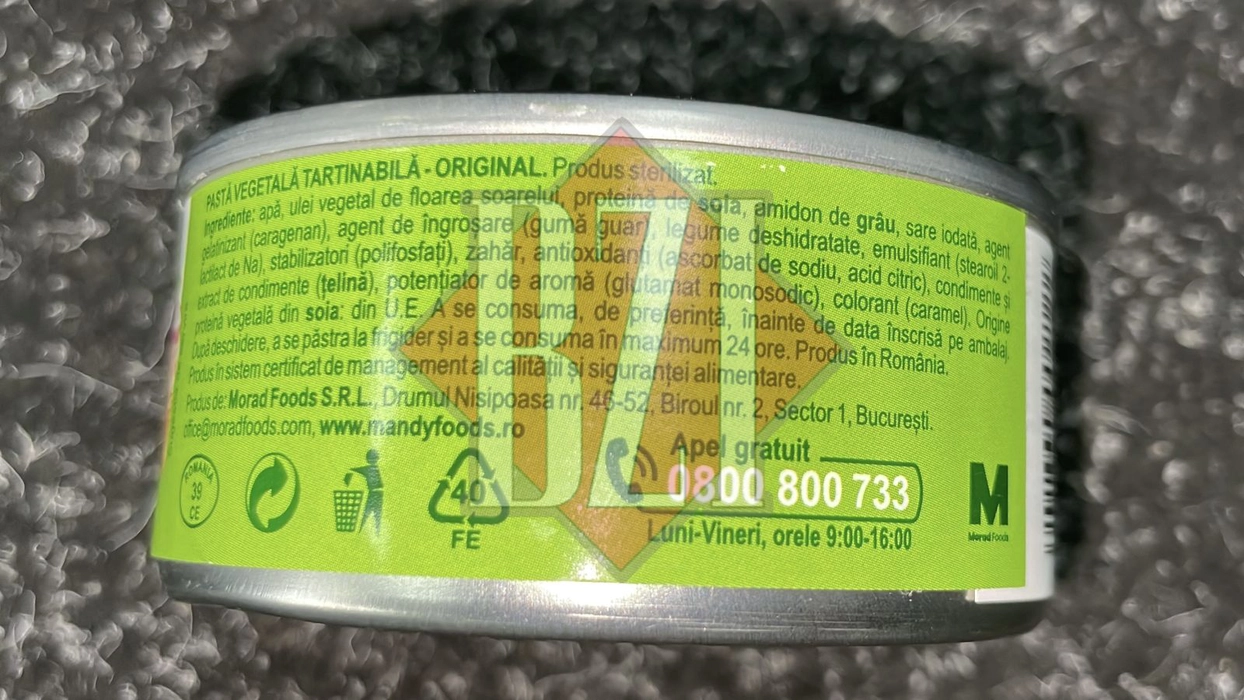 PASTĂ VEGETALĂ TARTINABILĂ - ORIGINAL. Produs sterilizat.
Ingrediente: apă, ulei vegetal de floarea soarelui, proteină de soia, amidon de grâu, sare iodată, agent
gelatinizant (caragenan), agent de îngroșare (gumă guar), legume deshidratate, emulsifiant (stearoil 2-
lactilact de Na), stabilizatori (polifosfați), zahăr, antioxidanți (ascorbat de sodiu, acid citric), condimente și
extract de condimente (telină), potențiator de aromă (glutamat monosodic), colorant (caramel). Origine
proteină vegetală din soia: din U.E. A se consuma, de preferință, înainte de data înscrisă pe ambalaj.
După deschidere, a se păstra la frigider și a se consuma în maximum 24 ore. Produs în România.
Produs în sistem certificat de management al calității și siguranței alimentare.
Produs de: Morad Foods S.R.L., Drumul Nisipoasa nr. 46-52, Biroul nr. 2, Sector 1, București.
office@moradfoods.com, www.mandyfoods.ro
Apel gratuit
0800 800 733
Luni-Vineri, orele 9:00-16:00
ROMANIA
39
CE
40
FE
M
Morad Foods
BZI